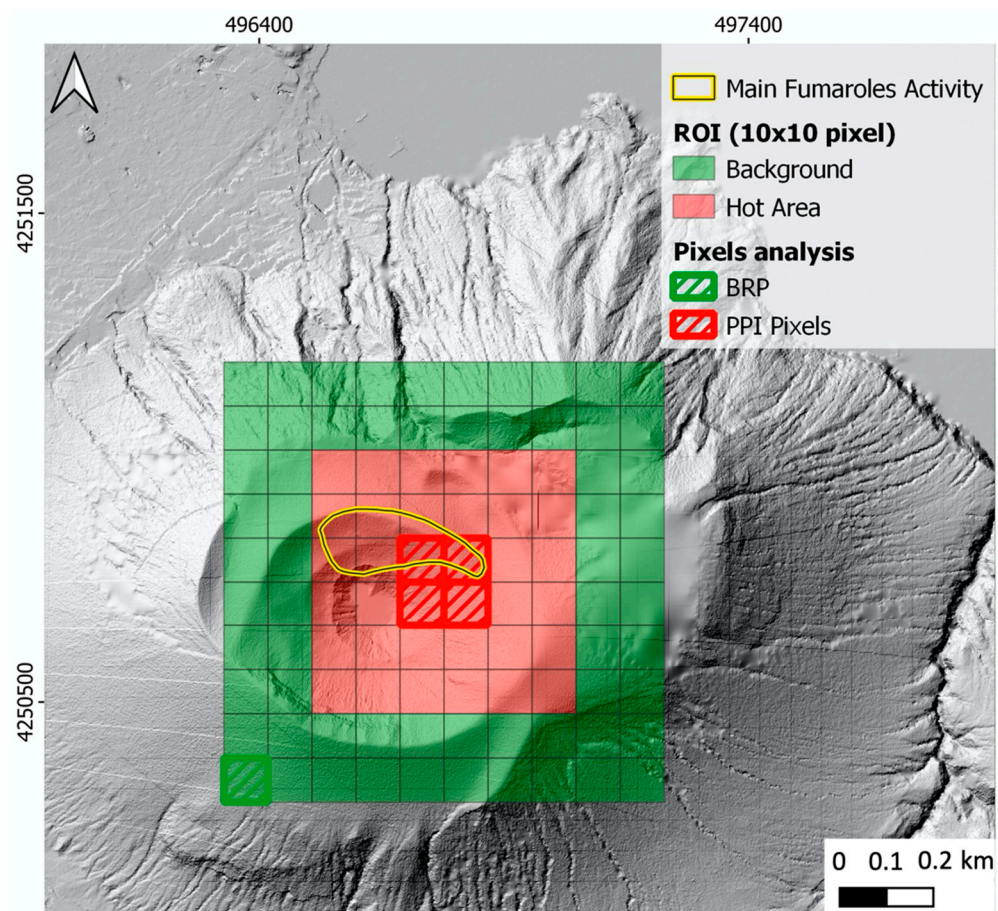 496400
497400
Main Fumaroles Activity
ROI (10x10 pixel)
Background
Hot Area
Pixels analysis
BRP
PPI Pixels
4251500
4250500
0 0.1 0.2 km